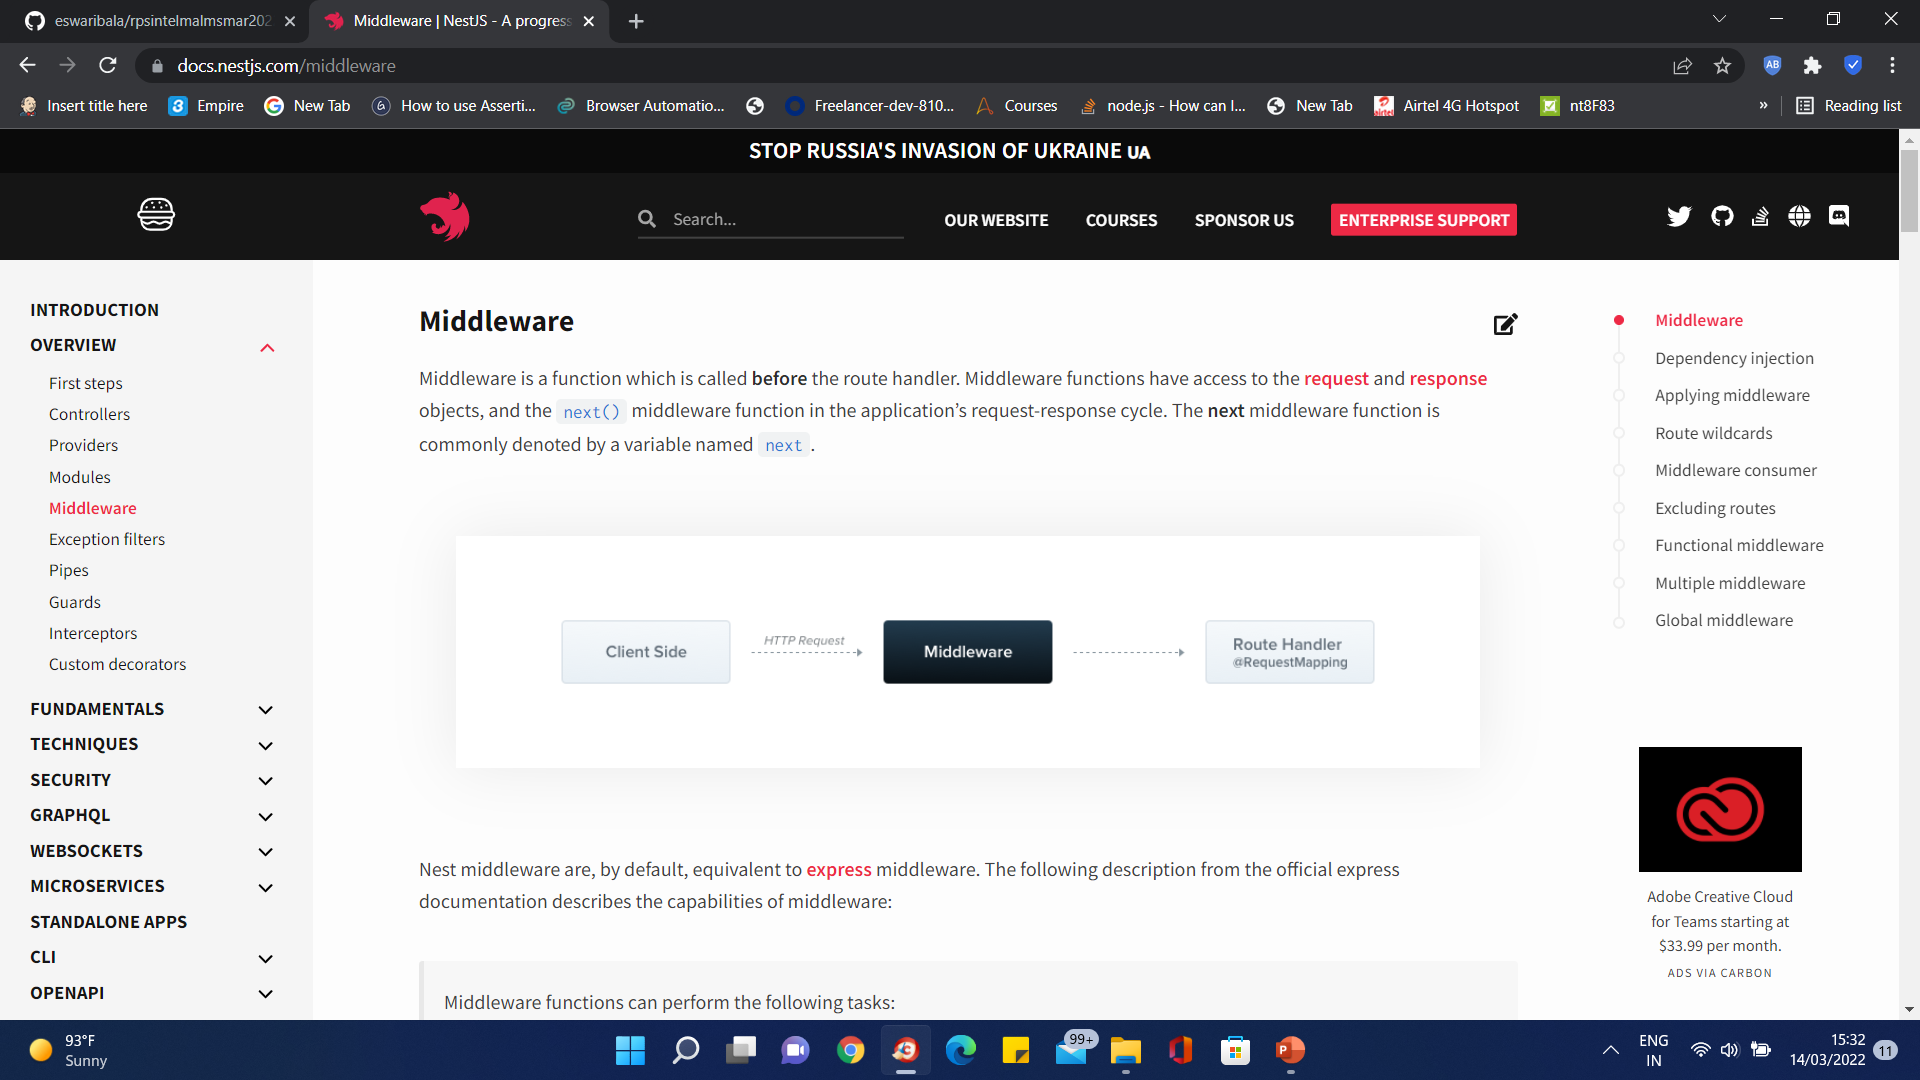 eswaribala/rpsintelmalmsmar202
Middleware | NestJS - A progress
docs.nestjs.com/middleware
AB
Insert title here
Empire
New Tab
How to use Asserti...
Browser Automatio...
Freelancer-dev-810...
Courses
node.js - How can I...
New Tab
airtel
Airtel 4G Hotspot
nt8F83
»
Reading list
STOP RUSSIA'S INVASION OF UKRAINE UA
Search...
OUR WEBSITE
COURSES
SPONSOR US
ENTERPRISE SUPPORT
INTRODUCTION
OVERVIEW
First steps
Controllers
Providers
Modules
Middleware
Exception filters
Pipes
Guards
Interceptors
Custom decorators
FUNDAMENTALS
TECHNIQUES
SECURITY
GRAPHQL
WEBSOCKETS
MICROSERVICES
STANDALONE APPS
CLI
OPENAPI
Middleware
Middleware is a function which is called before the route handler. Middleware functions have access to the request and response
objects, and the next() middleware function in the application’s request-response cycle. The next middleware function is
commonly denoted by a variable named next .
Client Side
HTTP Request
Middleware
Route Handler
@RequestMapping
Nest middleware are, by default, equivalent to express middleware. The following description from the official express
documentation describes the capabilities of middleware:
Middleware functions can perform the following tasks:
Middleware
Dependency injection
Applying middleware
Route wildcards
Middleware consumer
Excluding routes
Functional middleware
Multiple middleware
Global middleware
Adobe Creative Cloud
for Teams starting at
$33.99 per month.
ADS VIA CARBON
93°F
Sunny
99+
P
ENG
IN
15:32
14/03/2022
11